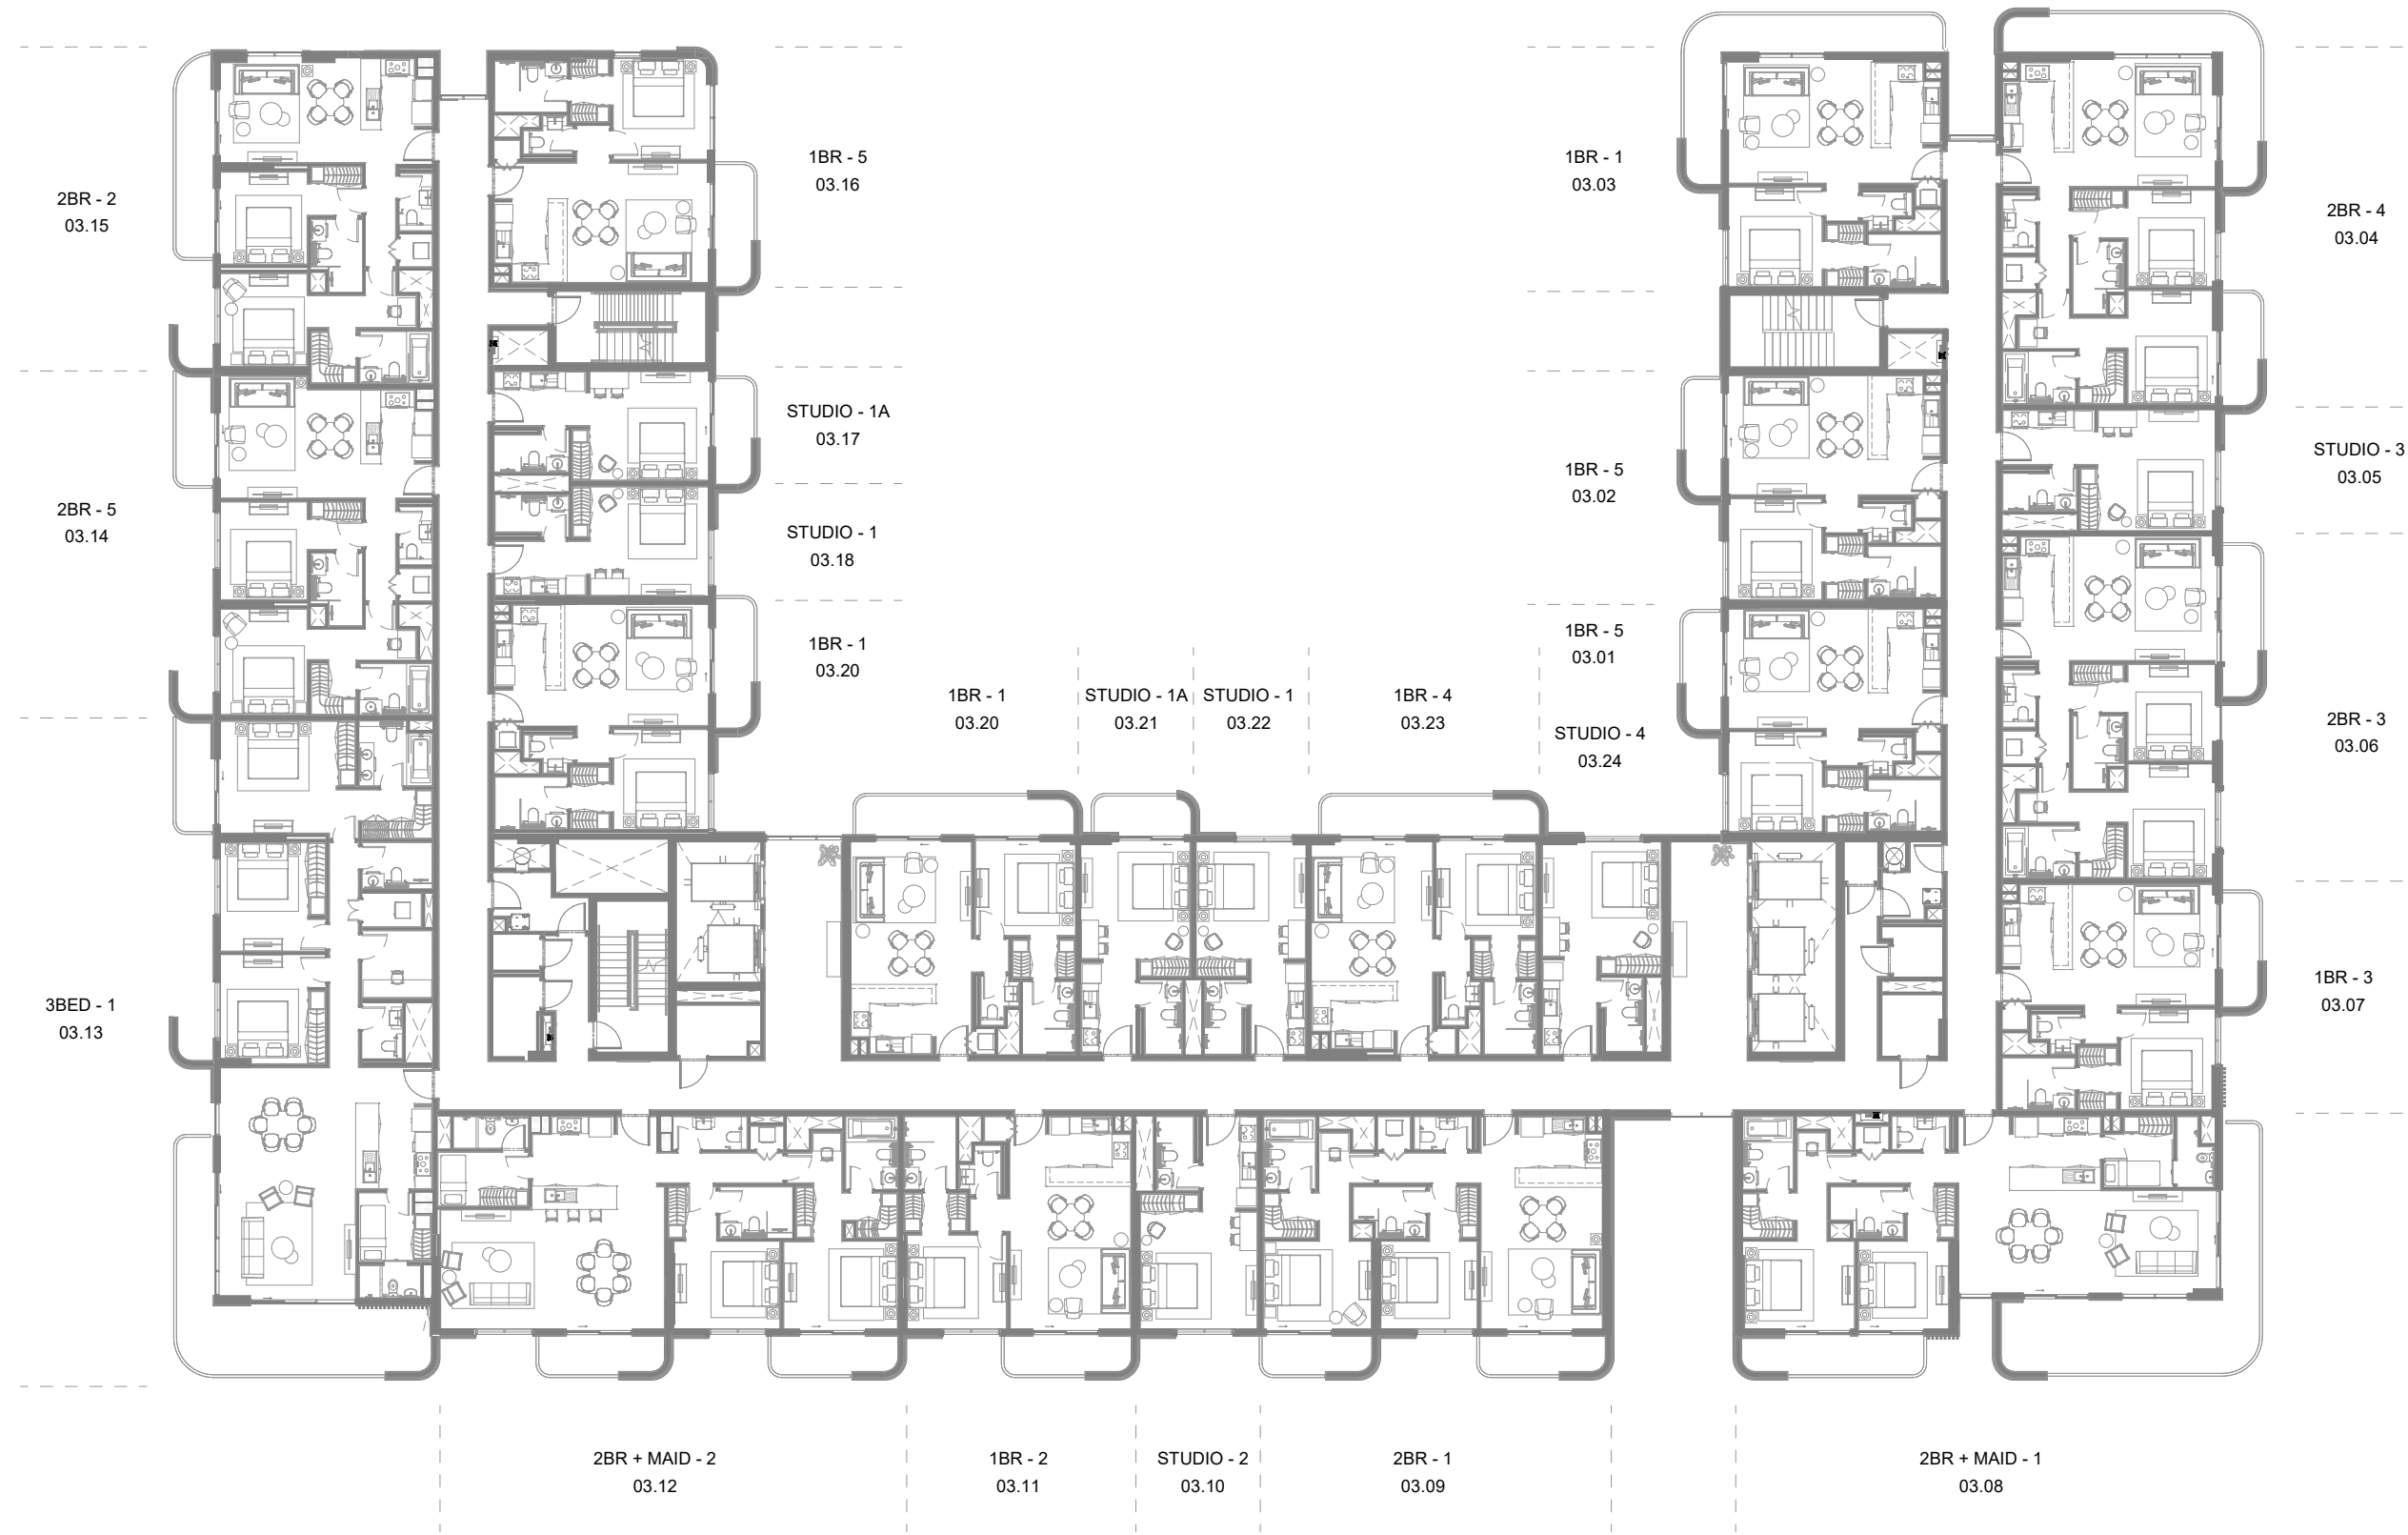 1BR - 5
03.16
1BR - 1
03.03
2BR - 2
03.15
2BR - 4
03.04
STUDIO - 1A
03.17
STUDIO - 3
03.05
1BR - 5
03.02
2BR - 5
03.14
STUDIO - 1
03.18
1BR - 5
03.01
1BR - 1
03.20
1BR - 1
03.20
STUDIO - 1A
03.21
STUDIO - 1
03.22
1BR - 4
03.23
STUDIO - 4
03.24
2BR - 3
03.06
3BED - 1
03.13
1BR - 3
03.07
2BR + MAID - 2
03.12
1BR - 2
03.11
STUDIO - 2
03.10
2BR - 1
03.09
2BR + MAID - 1
03.08